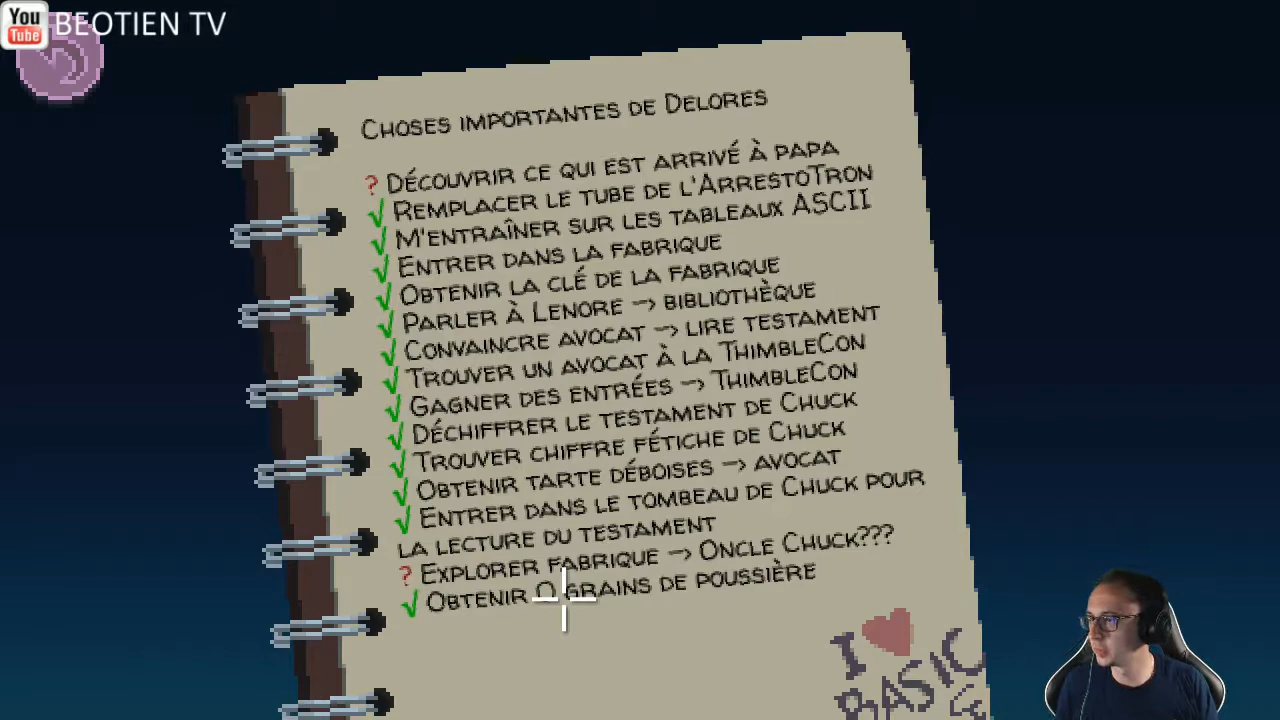 You
Tube
BEOTIEN TV
CHOSES IMPORTANTES DE DELORES
? DÉCOUVRIR CE QUI EST ARRIVÉ À PAPA
√ REMPLACER LE TUBE DE L'ARRESTOTRON
√ M'ENTRAÎNER SUR LES TABLEAUX ASCII
√ ENTRER DANS LA FABRIQUE
√ OBTENIR LA CLÉ DE LA FABRIQUE
√ PARLER À LENORE → BIBLIOTHÈQUE
√ CONVAINCRE AVOCAT → LIRE TESTAMENT
√ TROUVER UN AVOCAT À LA THIMBLECON
√ GAGNER DES ENTRÉES → THIMBLECON
√ DÉCHIFFRER LE TESTAMENT DE CHUCK
√ TROUVER CHIFFRE FÉTICHE DE CHUCK
√ OBTENIR TARTE DÉBOISES → AVOCAT
√ ENTRER DANS LE TOMBEAU DE CHUCK POUR
LA LECTURE DU TESTAMENT
? EXPLORER FABRIQUE → ONCLE CHUCK???
√ OBTENIR 0 GRAINS DE POUSSIÈRE
I
BASIC